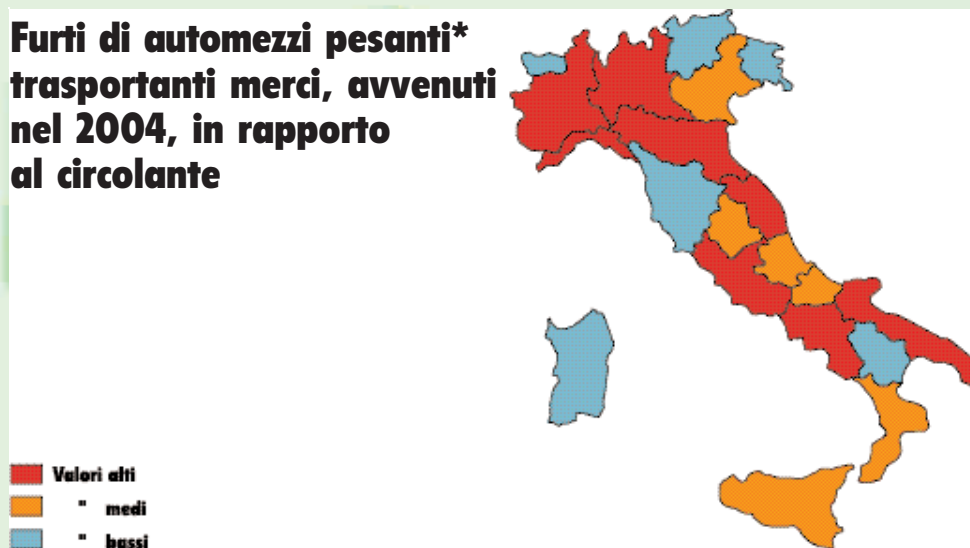 Furti di automezzi pesanti*
trasportanti merci, avvenuti
nel 2004, in rapporto
al circolante
Valori alti
" medi
" bassi